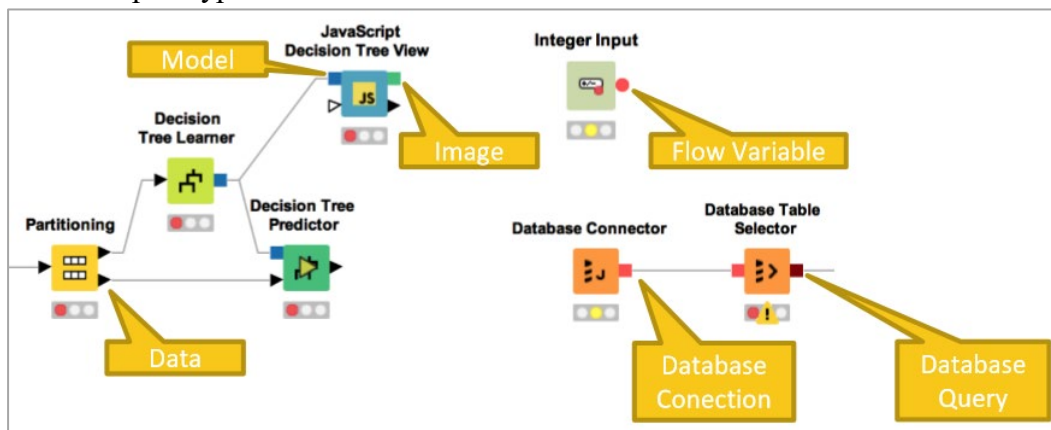 JavaScript
Decision Tree View
Integer Input
Model
JS
Image
Flow Variable
Decision
Tree Learner
Decision Tree
Predictor
Partitioning
Data
Database Connector
Database Table
Selector
J
Database
Conection
Database
Query